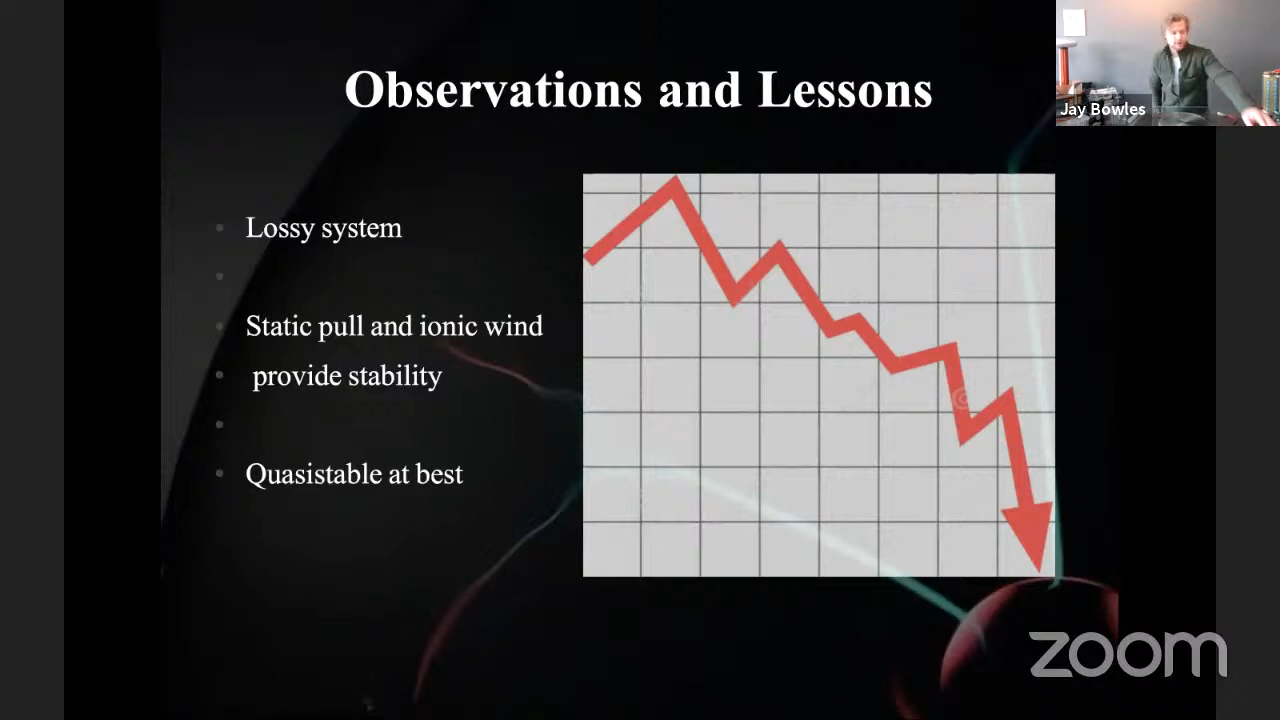 Observations and Lessons
Jay Bowles
Lossy system
Static pull and ionic wind
provide stability
Quasistable at best
zoom